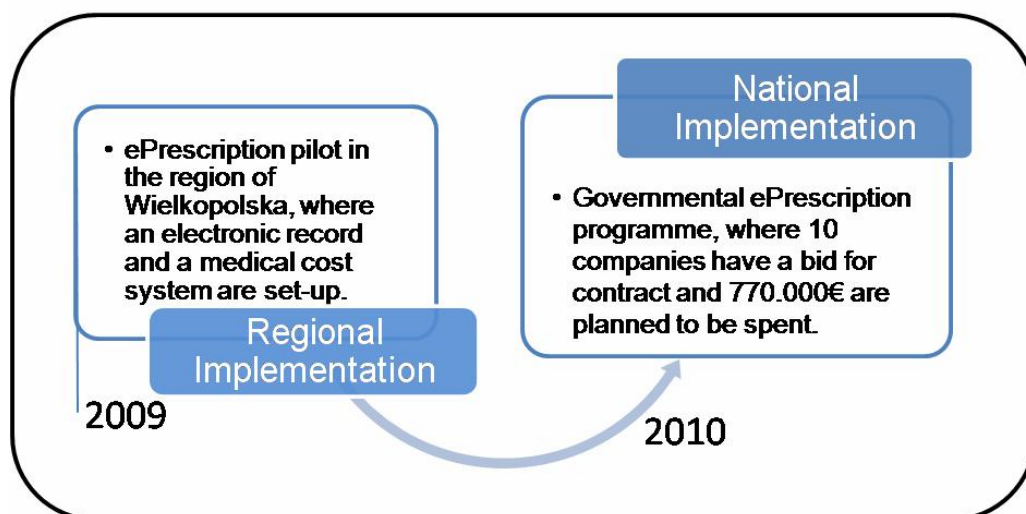 • ePrescription pilot in
the region of
Wielkopolska, where
an electronic record
and a medical cost
system are set-up.
Regional
Implementation
2009
National
Implementation
• Governmental ePrescription
programme, where 10
companies have a bid for
contract and 770.000€ are
planned to be spent.
2010